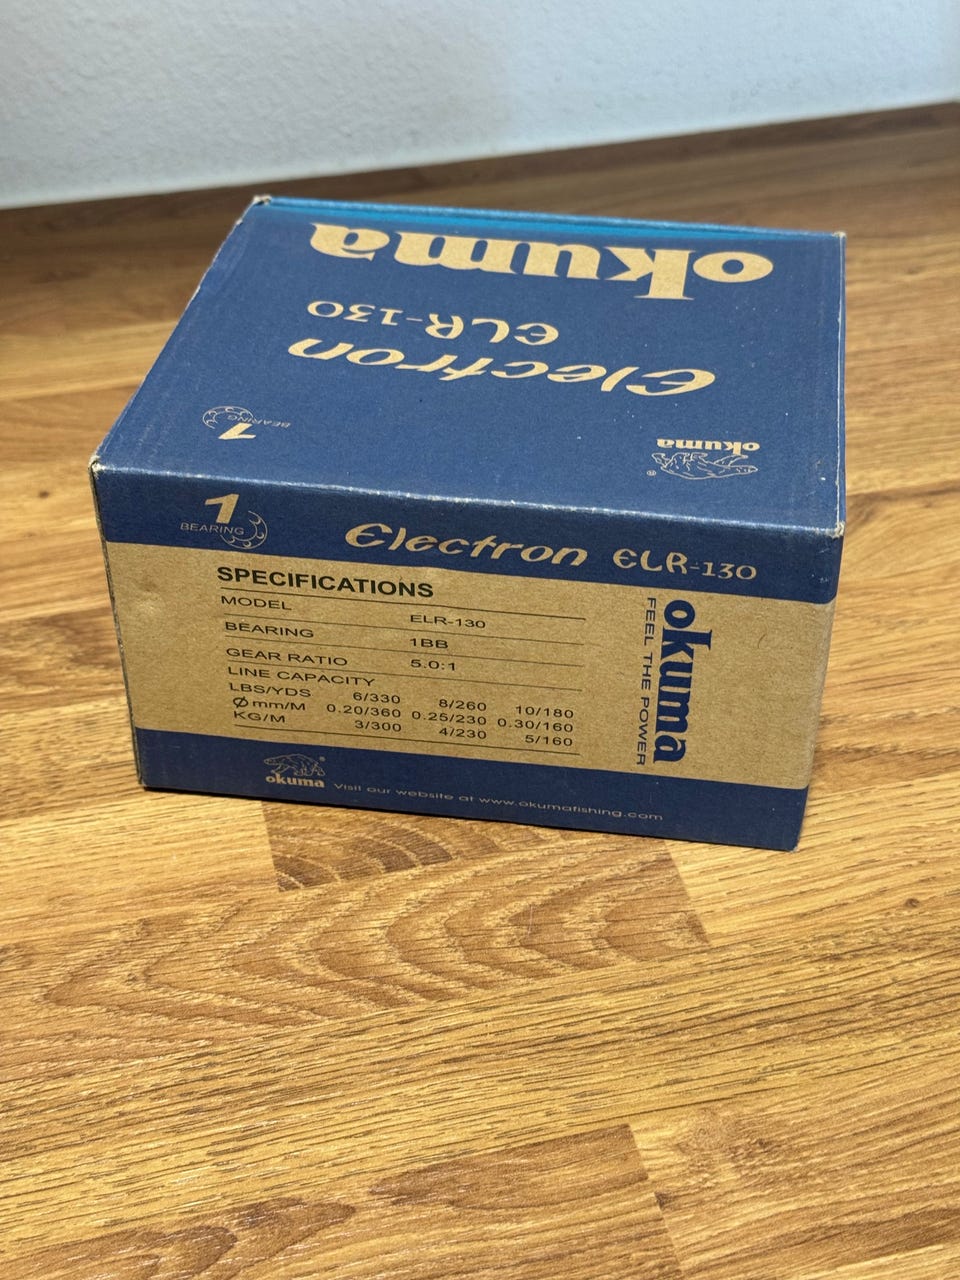 okuma
ELR-130
Electron
1
BEARING
okuma
®
1
BEARING
Electron ELR-130
SPECIFICATIONS
MODEL ELR-130
BEARING 1BB
GEAR RATIO 5.0:1
LINE CAPACITY
LBS/YDS 6/330 8/260 10/180
Ømm/M 0.20/360 0.25/230 0.30/160
KG/M 3/300 4/230 5/160
okuma
FEEL THE POWER
okuma Visit our website at www.okumafishing.com